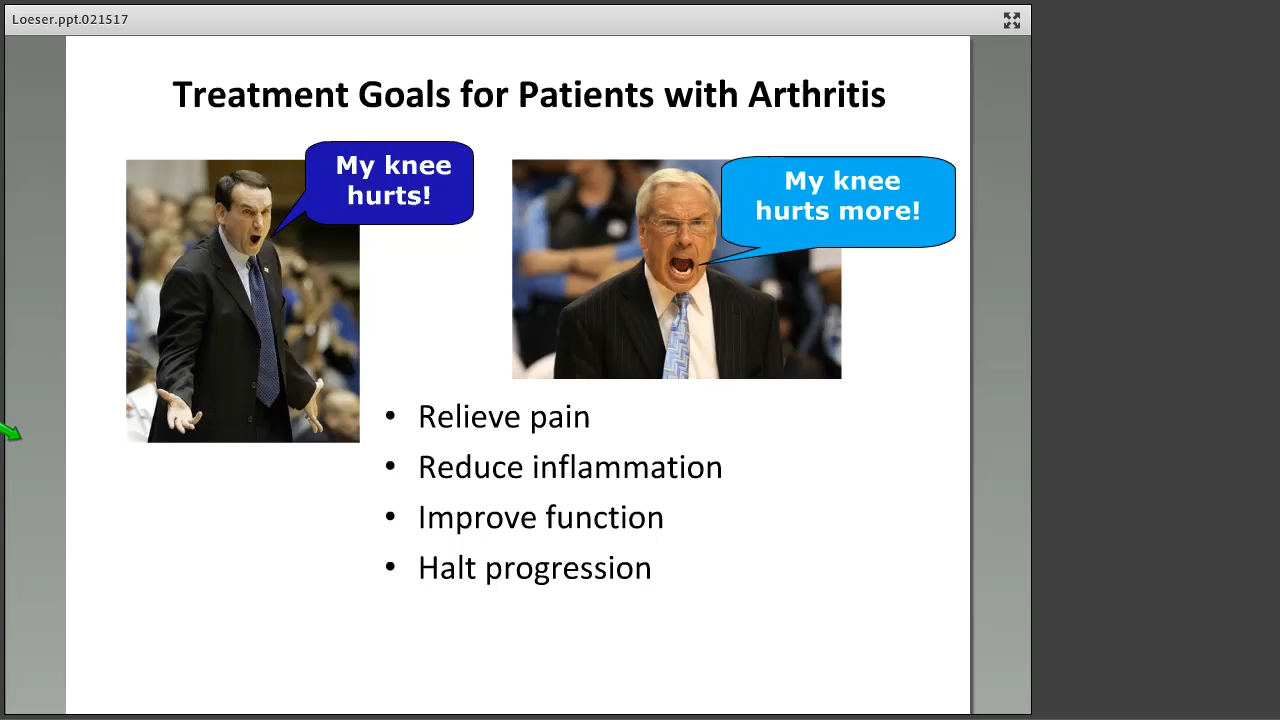 Loeser.ppt.021517
Treatment Goals for Patients with Arthritis
My knee
hurts!
My knee
hurts more!
• Relieve pain
• Reduce inflammation
• Improve function
• Halt progression